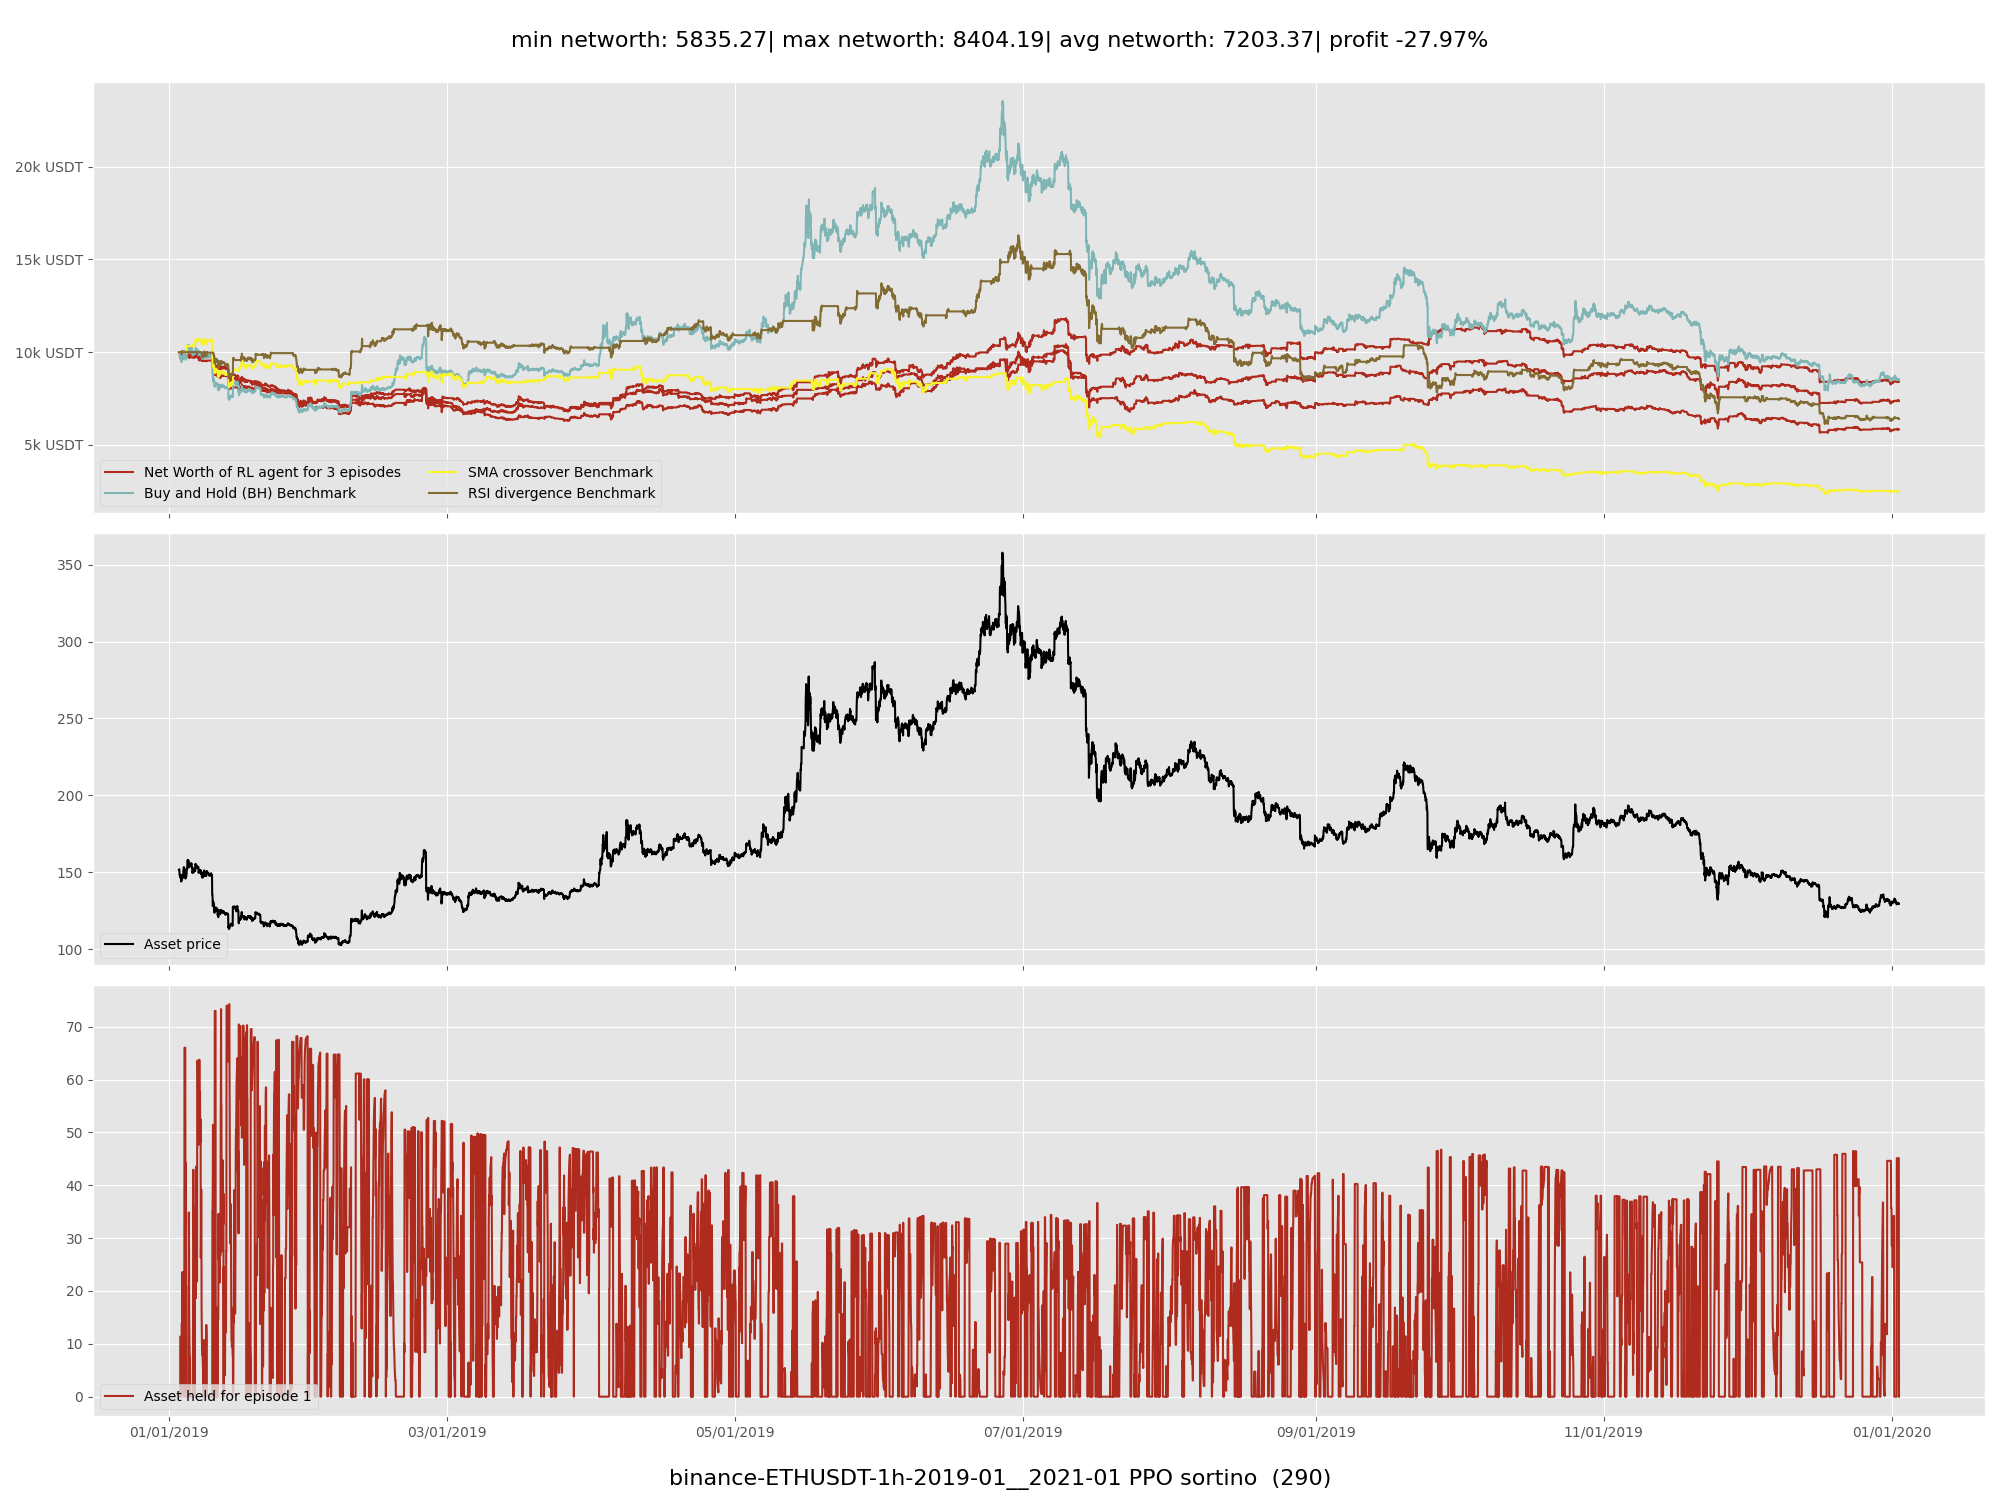 min networth: 5835.27| max networth: 8404.19| avg networth: 7203.37| profit -27.97%
20k USDT
15k USDT
10k USDT
5k USDT
Net Worth of RL agent for 3 episodes
Buy and Hold (BH) Benchmark
SMA crossover Benchmark
RSI divergence Benchmark
350
300
250
200
150
100
Asset price
70
60
50
40
30
20
10
0
Asset held for episode 1
01/01/2019 03/01/2019 05/01/2019 07/01/2019 09/01/2019 11/01/2019 01/01/2020
binance-ETHUSDT-1h-2019-01__2021-01 PPO sortino  (290)